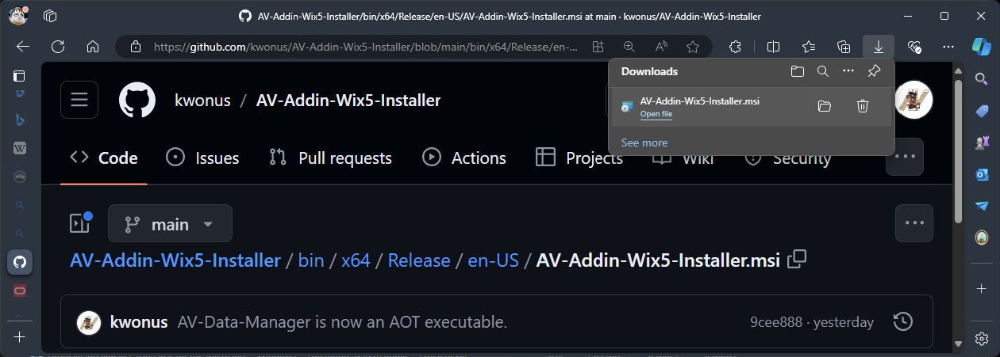 AV-Addin-Wix5-Installer/bin/x64/Release/en-US/AV-Addin-Wix5-Installer.msi at main · kwonus/AV-Addin-Wix5-Installer
https://github.com/kwonus/AV-Addin-Wix5-Installer/blob/main/bin/x64/Release/en-...
Downloads
AV-Addin-Wix5-Installer.msi
Open file
See more
kwonus / AV-Addin-Wix5-Installer
Code Issues Pull requests Actions Projects Wiki Security
main
AV-Addin-Wix5-Installer / bin / x64 / Release / en-US / AV-Addin-Wix5-Installer.msi
kwonus AV-Data-Manager is now an AOT executable. 9cee888 · yesterday